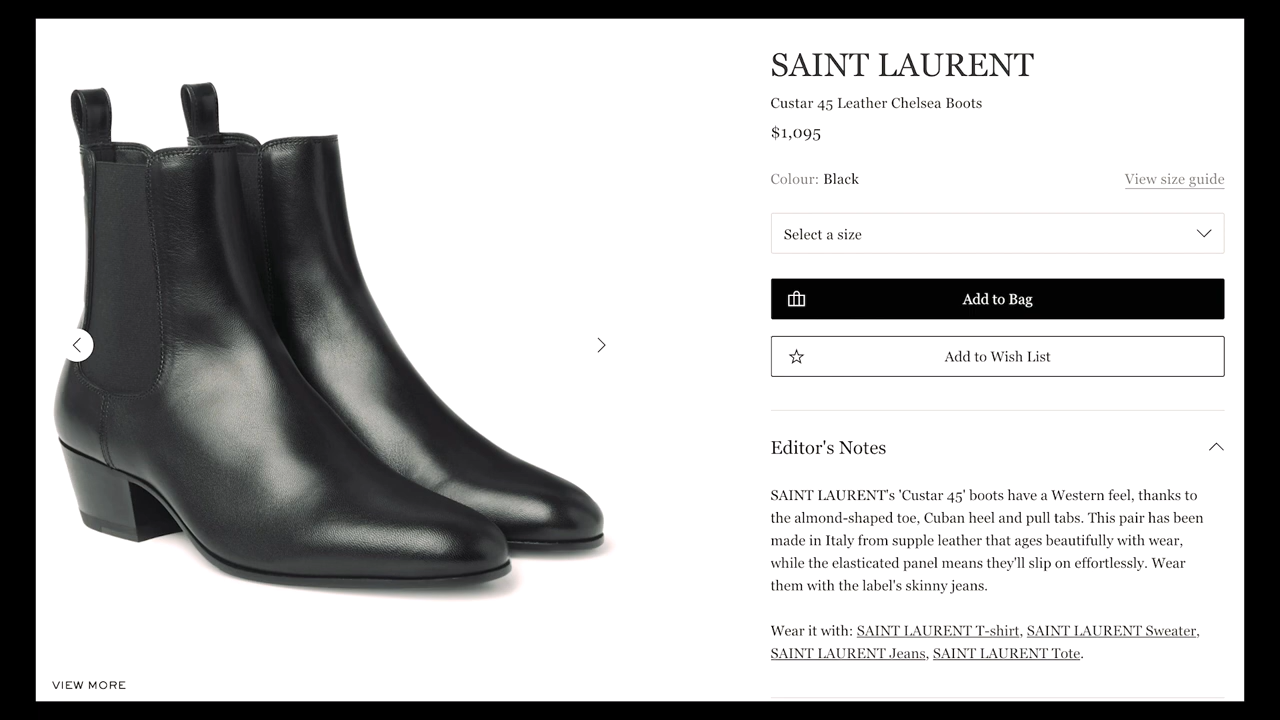 SAINT LAURENT
Custar 45 Leather Chelsea Boots
$1,095
Colour: Black
View size guide
Select a size
Add to Bag
Add to Wish List
Editor's Notes
SAINT LAURENT's 'Custar 45' boots have a Western feel, thanks to
the almond-shaped toe, Cuban heel and pull tabs. This pair has been
made in Italy from supple leather that ages beautifully with wear,
while the elasticated panel means they'll slip on effortlessly. Wear
them with the label's skinny jeans.
Wear it with: SAINT LAURENT T-shirt, SAINT LAURENT Sweater,
SAINT LAURENT Jeans, SAINT LAURENT Tote.
VIEW MORE